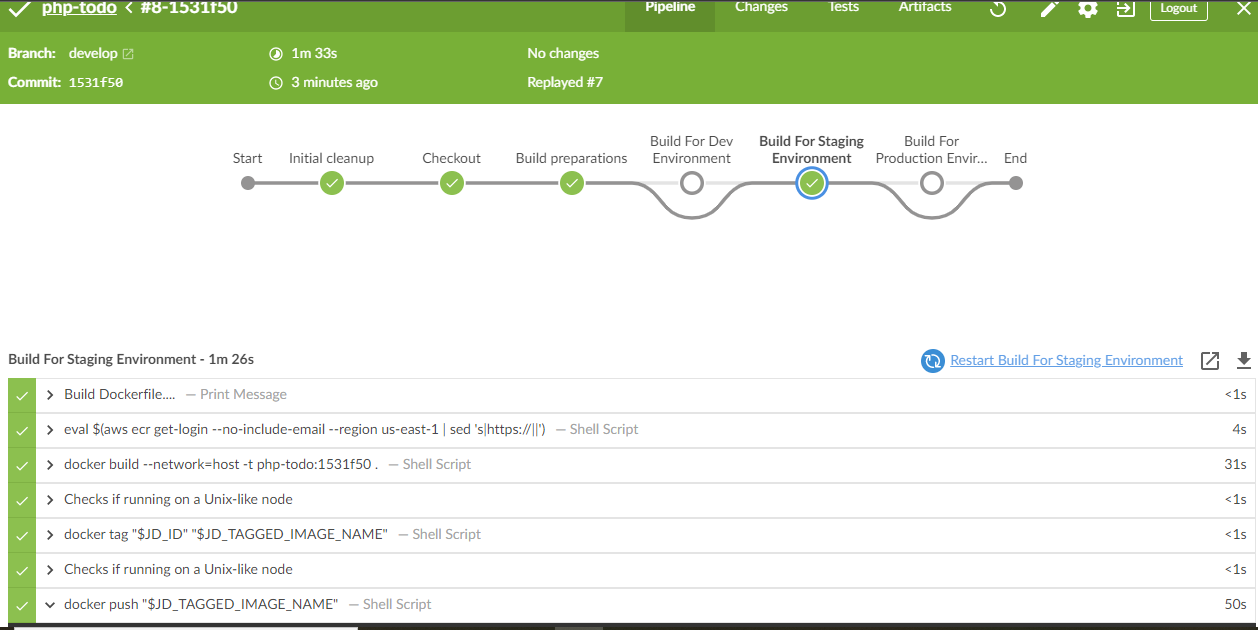 php-todo < #8-1531f50 Pipeline Changes Tests Artifacts Logout
Branch: develop 1m 33s No changes
Commit: 1531f50 3 minutes ago Replayed #7
Build For Dev Build For Staging Build For
Start Initial cleanup Checkout Build preparations Environment Environment Production Envir... End
Build For Staging Environment - 1m 26s Restart Build For Staging Environment
Build Dockerfile.... — Print Message <1s
eval $(aws ecr get-login --no-include-email --region us-east-1 | sed 's|https://||') — Shell Script 4s
docker build --network=host -t php-todo:1531f50 . — Shell Script 31s
Checks if running on a Unix-like node <1s
docker tag "$JD_ID" "$JD_TAGGED_IMAGE_NAME" — Shell Script <1s
Checks if running on a Unix-like node <1s
docker push "$JD_TAGGED_IMAGE_NAME" — Shell Script 50s